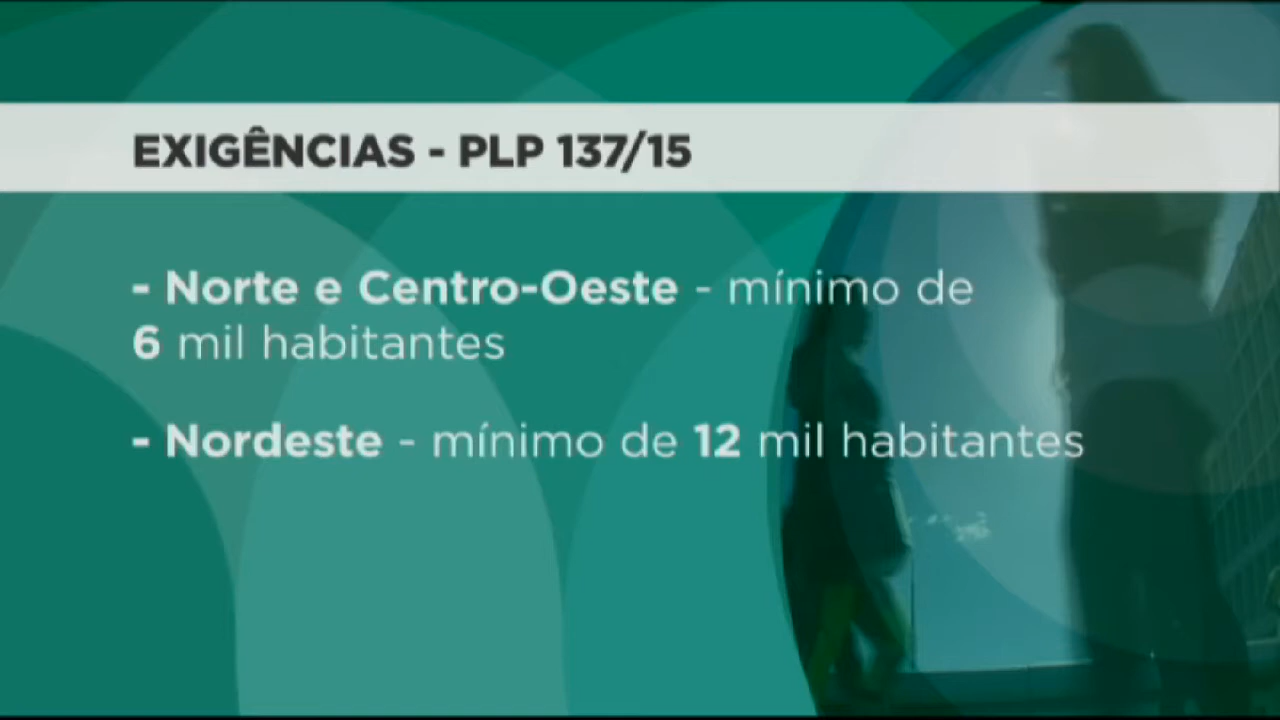 EXIGÊNCIAS - PLP 137/15
- Norte e Centro-Oeste - mínimo de
6 mil habitantes
- Nordeste - mínimo de 12 mil habitantes